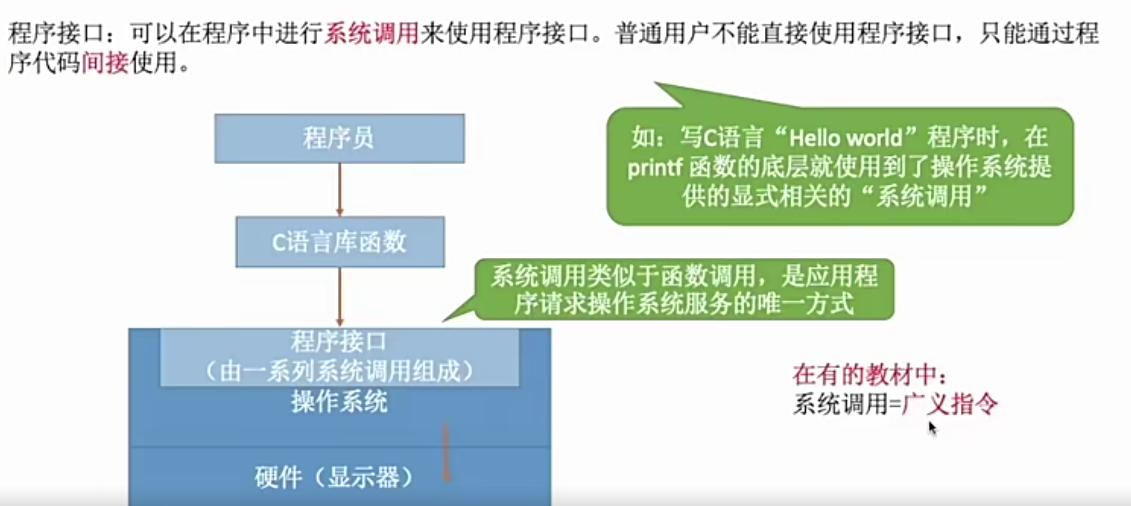 程序接口：可以在程序中进行系统调用来使用程序接口。普通用户不能直接使用程序接口，只能通过程
序代码间接使用。
程序员
如：写C语言“Hello world”程序时，在
printf 函数的底层就使用到了操作系统提
供的显式相关的“系统调用”
C语言库函数
系统调用类似于函数调用，是应用程
序请求操作系统服务的唯一方式
程序接口
（由一系列系统调用组成）
操作系统
在有的教材中：
系统调用=广义指令
硬件（显示器）